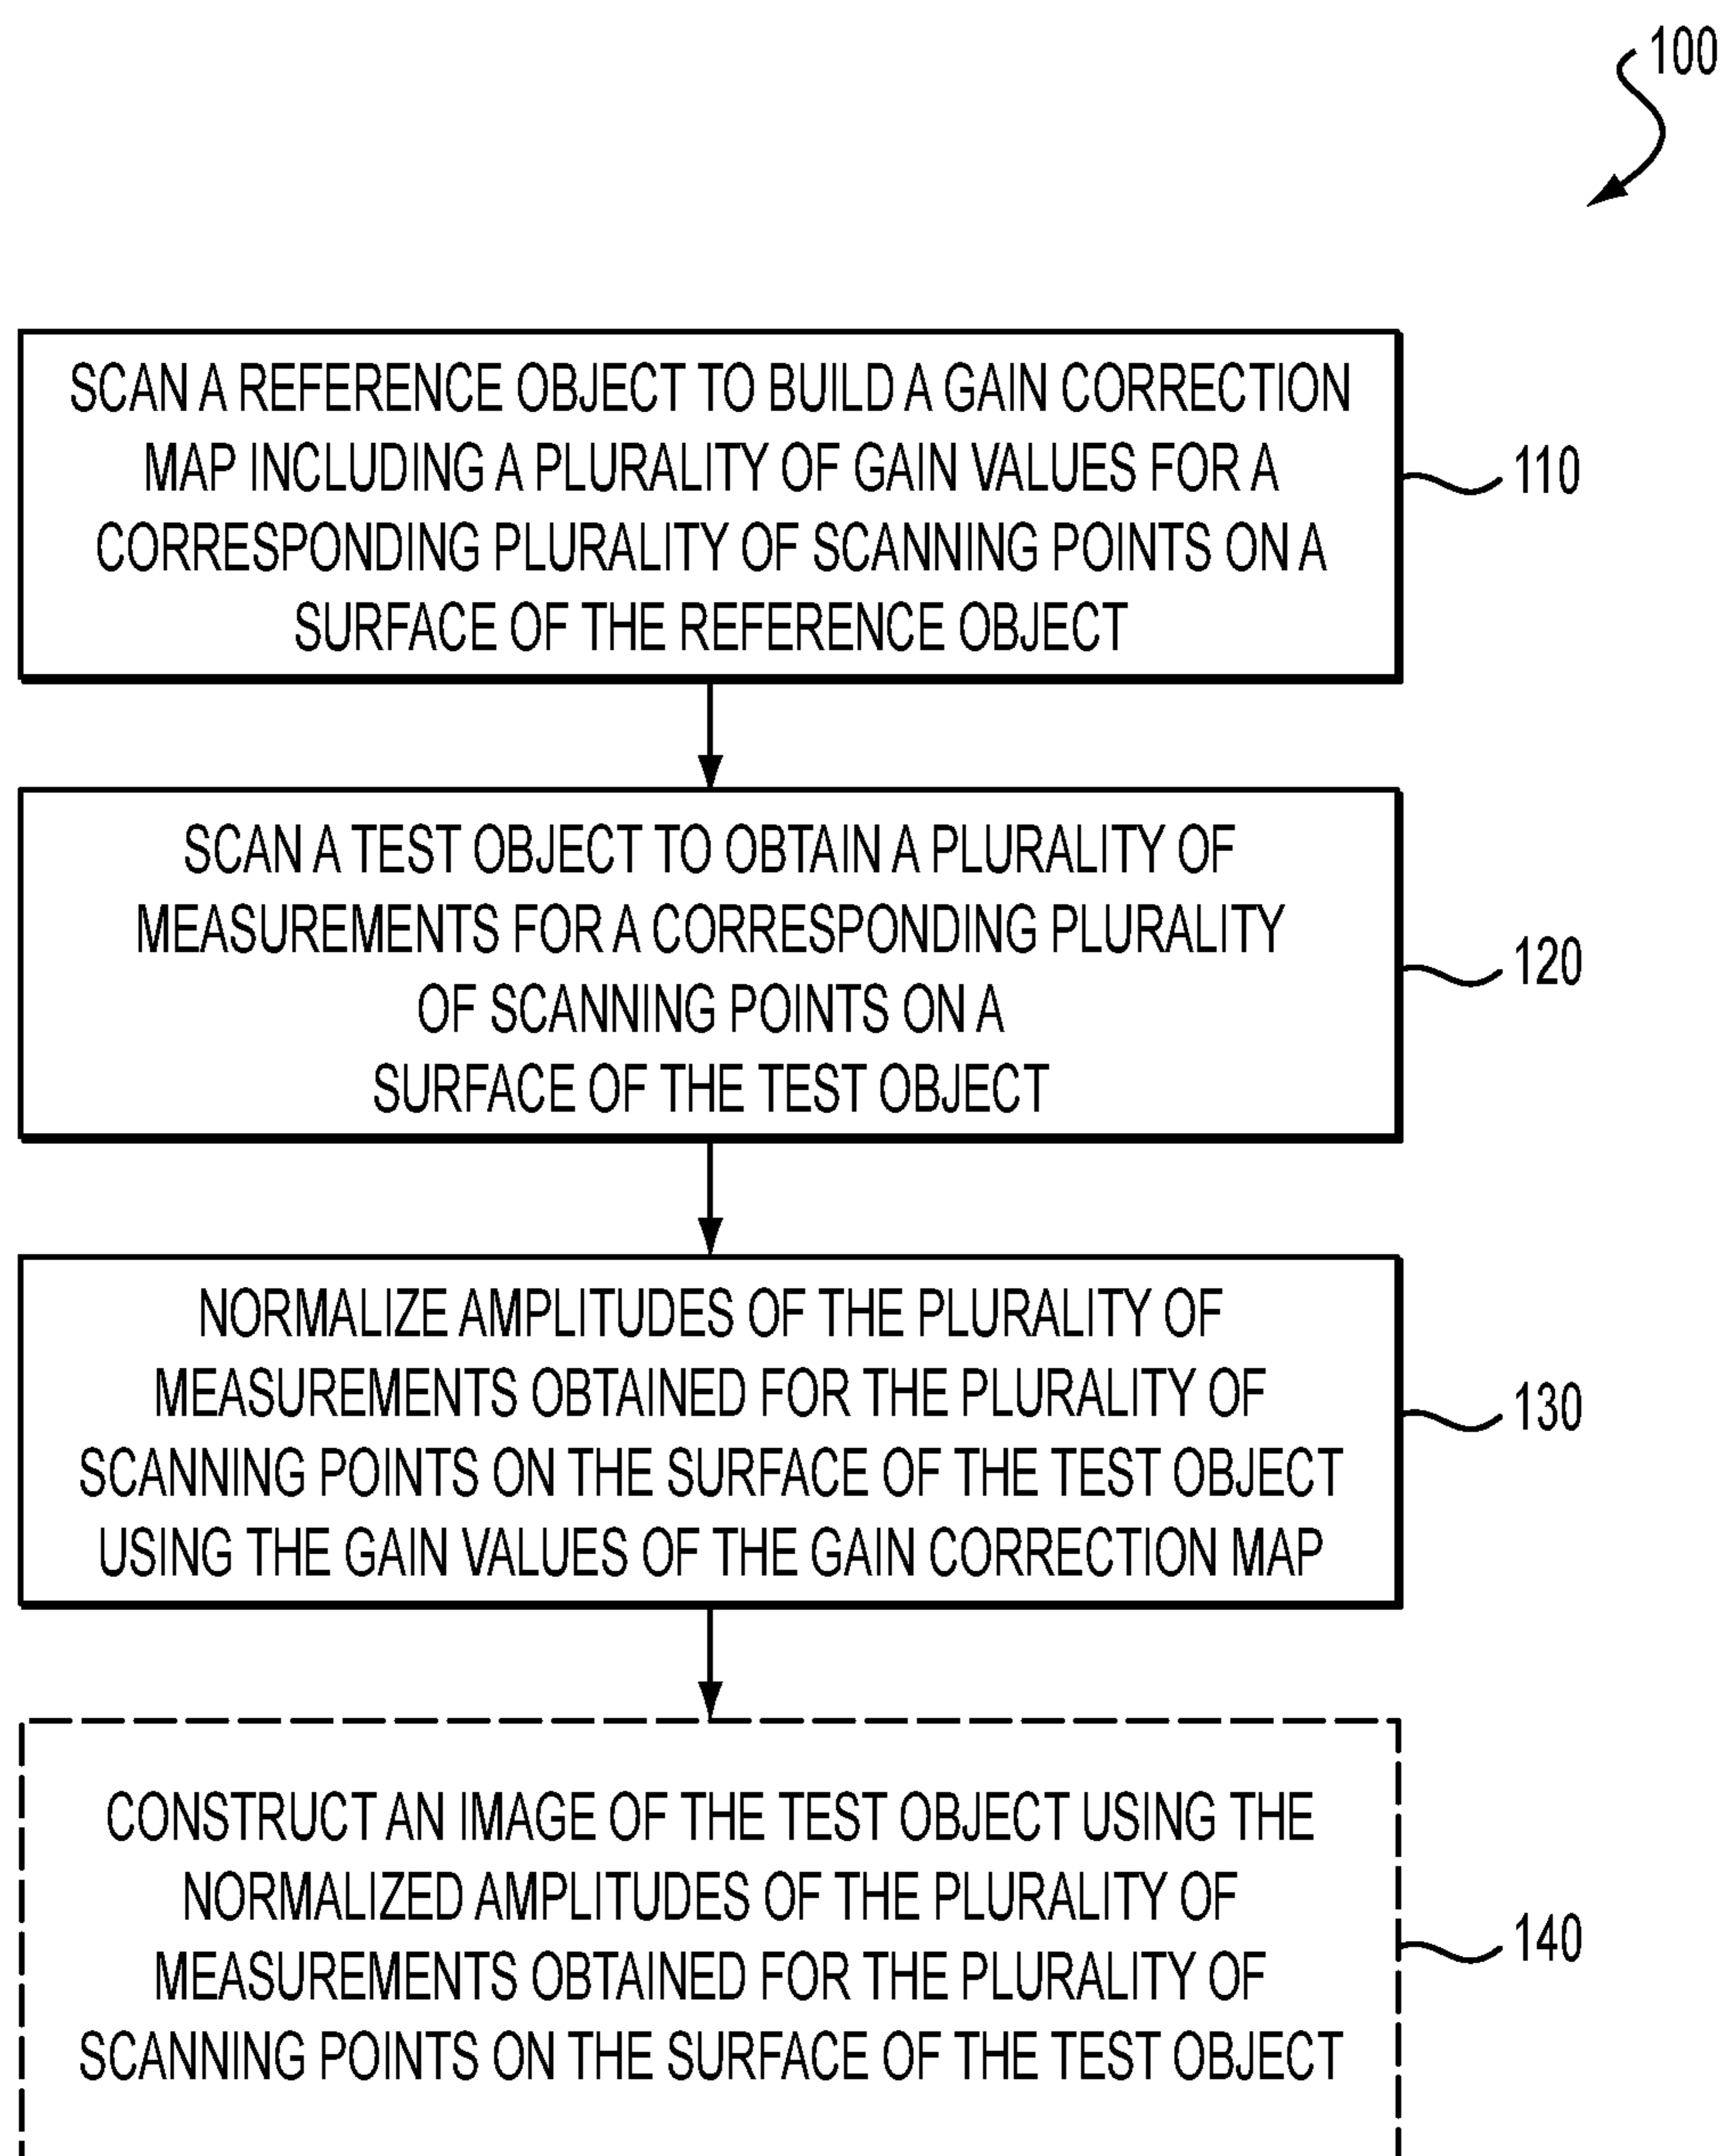 100
SCAN A REFERENCE OBJECT TO BUILD A GAIN CORRECTION
MAP INCLUDING A PLURALITY OF GAIN VALUES FOR A
CORRESPONDING PLURALITY OF SCANNING POINTS ON A
SURFACE OF THE REFERENCE OBJECT
110
SCAN A TEST OBJECT TO OBTAIN A PLURALITY OF
MEASUREMENTS FOR A CORRESPONDING PLURALITY
OF SCANNING POINTS ON A
SURFACE OF THE TEST OBJECT
120
NORMALIZE AMPLITUDES OF THE PLURALITY OF
MEASUREMENTS OBTAINED FOR THE PLURALITY OF
SCANNING POINTS ON THE SURFACE OF THE TEST OBJECT
USING THE GAIN VALUES OF THE GAIN CORRECTION MAP
130
CONSTRUCT AN IMAGE OF THE TEST OBJECT USING THE
NORMALIZED AMPLITUDES OF THE PLURALITY OF
MEASUREMENTS OBTAINED FOR THE PLURALITY OF
SCANNING POINTS ON THE SURFACE OF THE TEST OBJECT
140